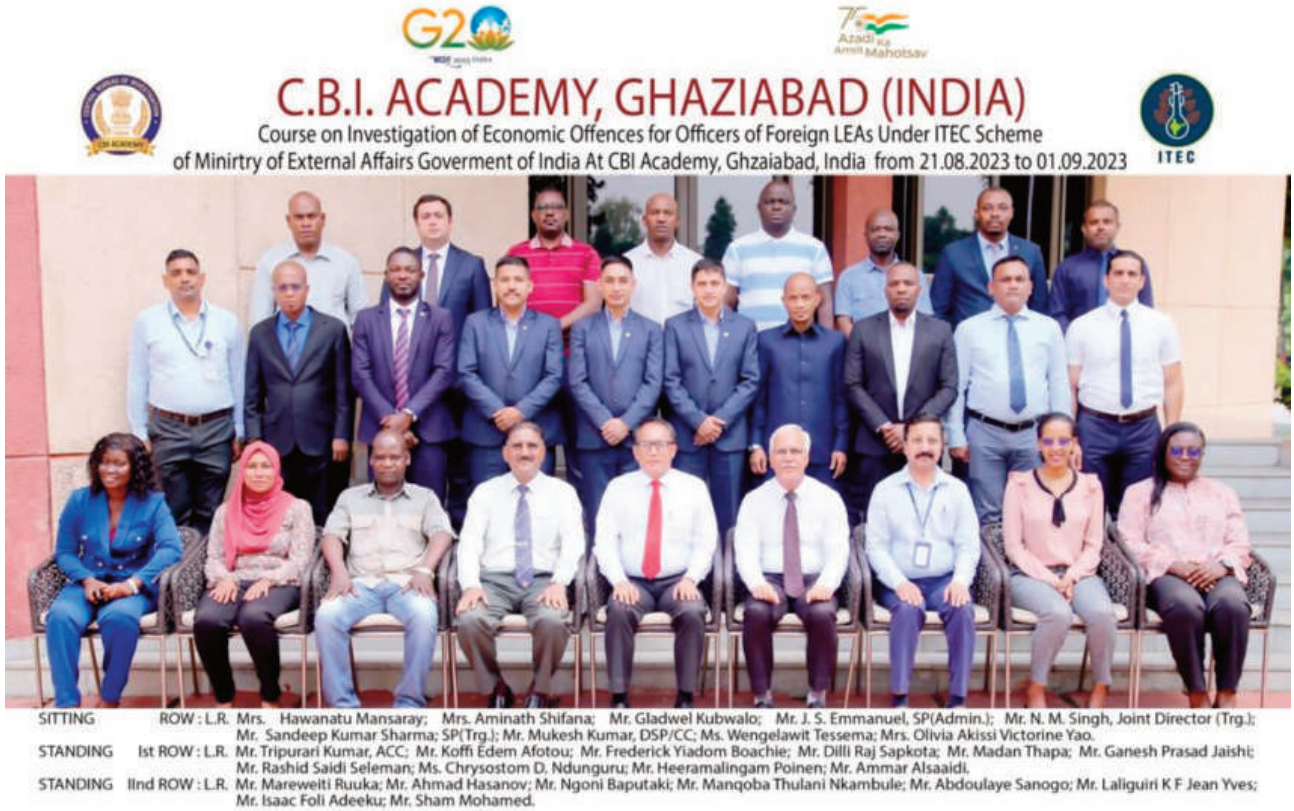 G20
भारत 2023 INDIA
75
Azadi Ka
Amrit Mahotsav
CENTRAL BUREAU OF INVESTIGATION
CBI ACADEMY
C.B.I. ACADEMY, GHAZIABAD (INDIA)
Course on Investigation of Economic Offences for Officers of Foreign LEAs Under ITEC Scheme
of Minirtry of External Affairs Goverment of India At CBI Academy, Ghzaiabad, India from 21.08.2023 to 01.09.2023
ITEC
SITTING ROW : L.R. Mrs. Hawanatu Mansaray; Mrs. Aminath Shifana; Mr. Gladwel Kubwalo; Mr. J. S. Emmanuel, SP(Admin.); Mr. N. M. Singh, Joint Director (Trg.);
Mr. Sandeep Kumar Sharma; SP(Trg.); Mr. Mukesh Kumar, DSP/CC; Ms. Wengelawit Tessema; Mrs. Olivia Akissi Victorine Yao.
STANDING Ist ROW : L.R. Mr. Tripurari Kumar, ACC; Mr. Koffi Edem Afotou; Mr. Frederick Yiadom Boachie; Mr. Dilli Raj Sapkota; Mr. Madan Thapa; Mr. Ganesh Prasad Jaishi;
Mr. Rashid Saidi Seleman; Ms. Chrysostom D. Ndunguru; Mr. Heeramalingam Poinen; Mr. Ammar Alsaaidi.
STANDING IInd ROW : L.R. Mr. Mareweiti Ruuka; Mr. Ahmad Hasanov; Mr. Ngoni Baputaki; Mr. Manqoba Thulani Nkambule; Mr. Abdoulaye Sanogo; Mr. Laliguiri K F Jean Yves;
Mr. Isaac Foli Adeeku; Mr. Sham Mohamed.